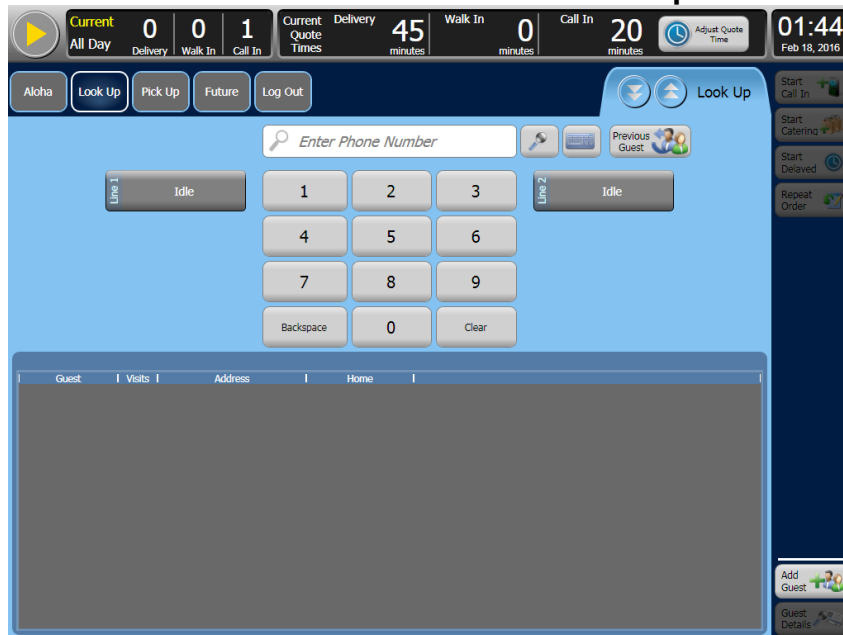 Current
All Day
0
Delivery
0
Walk In
1
Call In
Current
Quote
Times
Delivery
45
minutes
Walk In
0
minutes
Call In
20
minutes
Adjust Quote
Time
01:44
Feb 18, 2016
Aloha
Look Up
Pick Up
Future
Log Out
Look Up
Start
Call In
Start
Catering
Start
Delayed
Repeat
Order
Enter Phone Number
Previous
Guest
Line 1
Idle
1
2
3
Line 2
Idle
4
5
6
7
8
9
Backspace
0
Clear
Guest
Visits
Address
Home
Add
Guest
Guest
Details